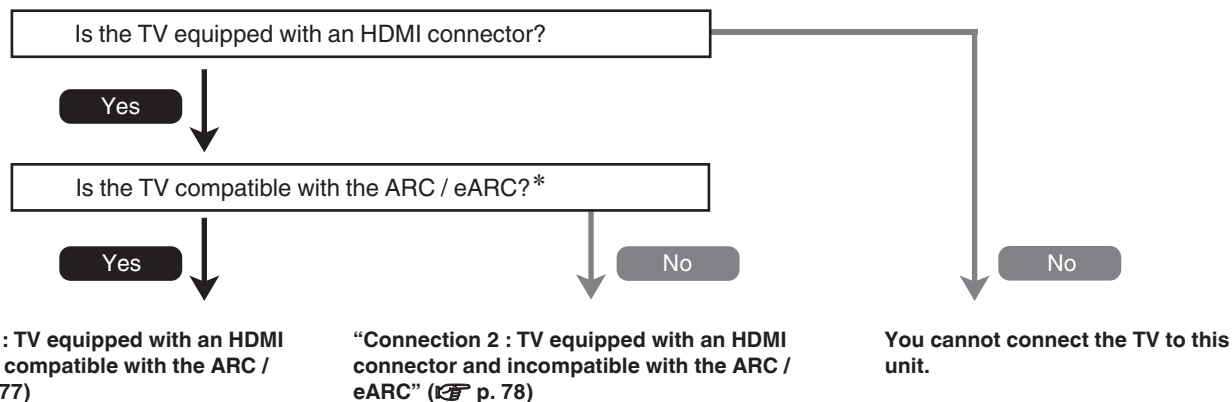 Is the TV equipped with an HDMI connector?
Yes
Is the TV compatible with the ARC / eARC?*
Yes
No
No
: TV equipped with an HDMI
compatible with the ARC /
77)
“Connection 2 : TV equipped with an HDMI
connector and incompatible with the ARC /
eARC” (☞ p. 78)
You cannot connect the TV to this
unit.